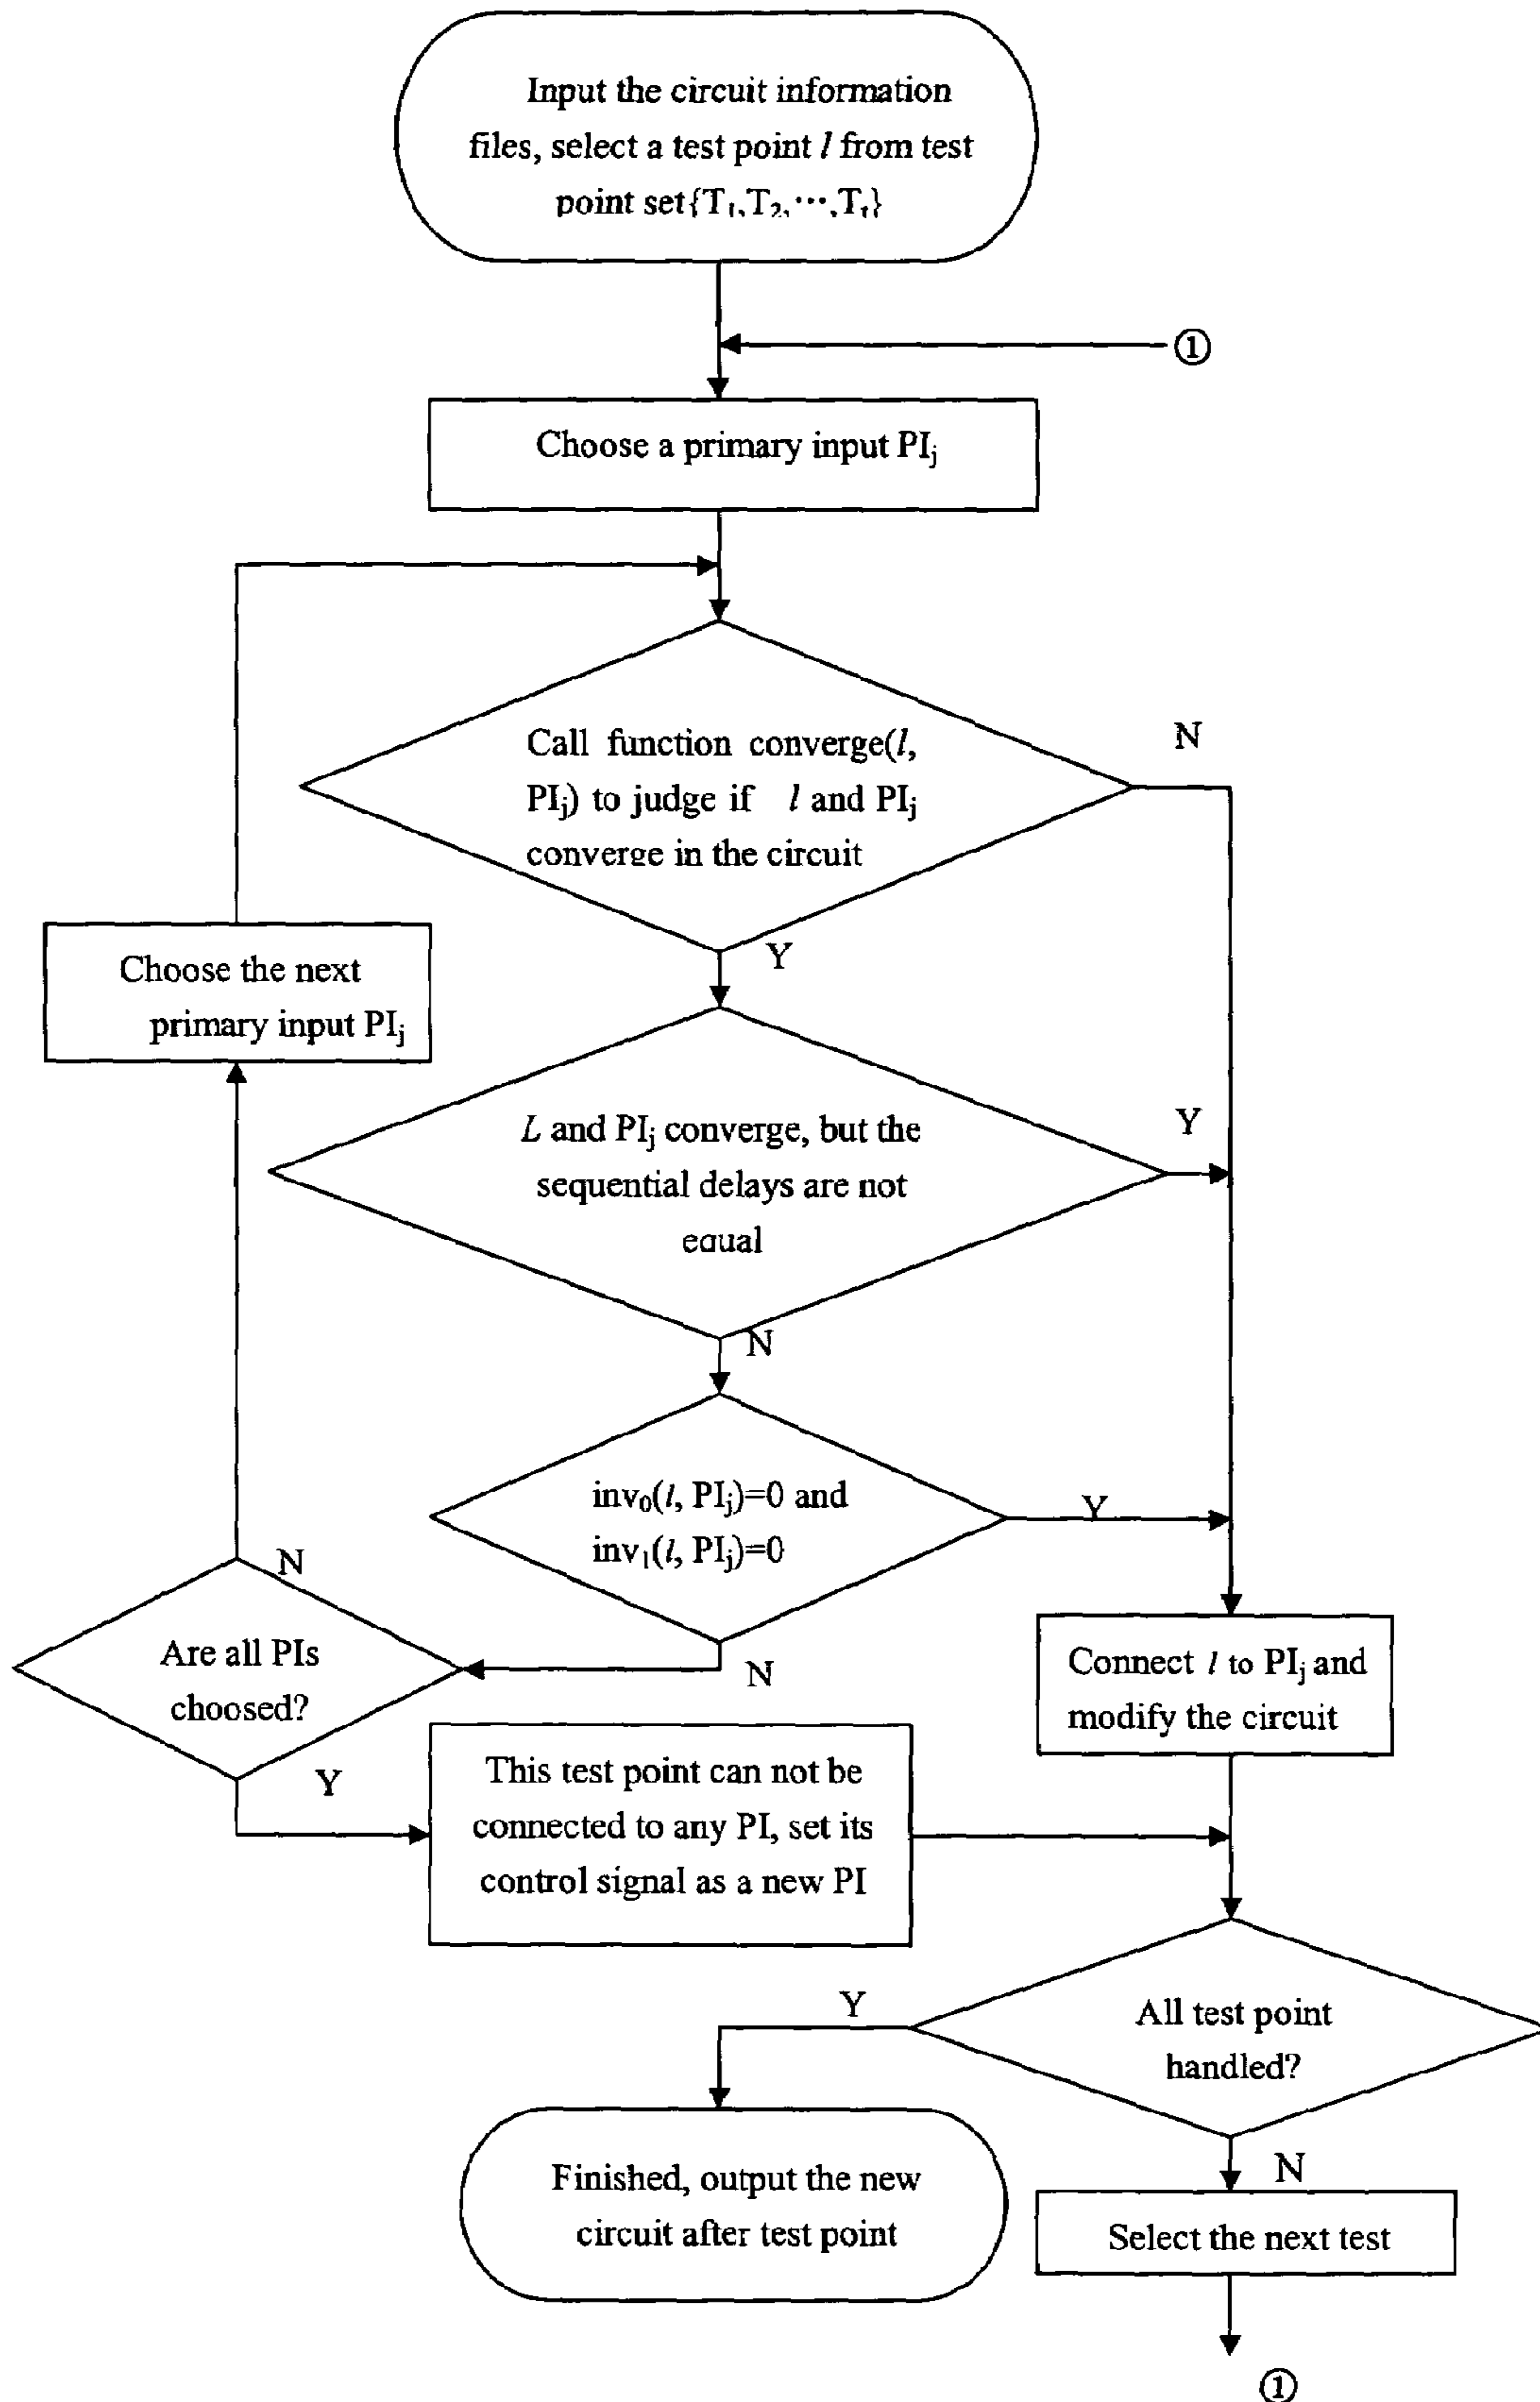 Input the circuit information
files, select a test point l from test
point set{T₁,T₂,⋯,Tₜ}
①
Choose a primary input PIⱼ
Call function converge(l,
PIⱼ) to judge if l and PIⱼ
converge in the circuit
N
Y
Choose the next
primary input PIⱼ
L and PIⱼ converge, but the
sequential delays are not
equal
Y
N
inv₀(l, PIⱼ)=0 and
inv₁(l, PIⱼ)=0
Y
N
Are all PIs
choosed?
N
Y
Connect l to PIⱼ and
modify the circuit
This test point can not be
connected to any PI, set its
control signal as a new PI
All test point
handled?
Y
N
Finished, output the new
circuit after test point
Select the next test
①